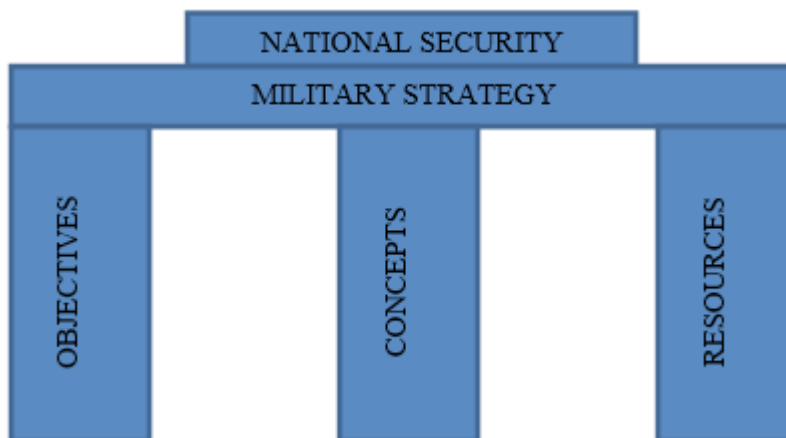 NATIONAL SECURITY
MILITARY STRATEGY
OBJECTIVES
CONCEPTS
RESOURCES